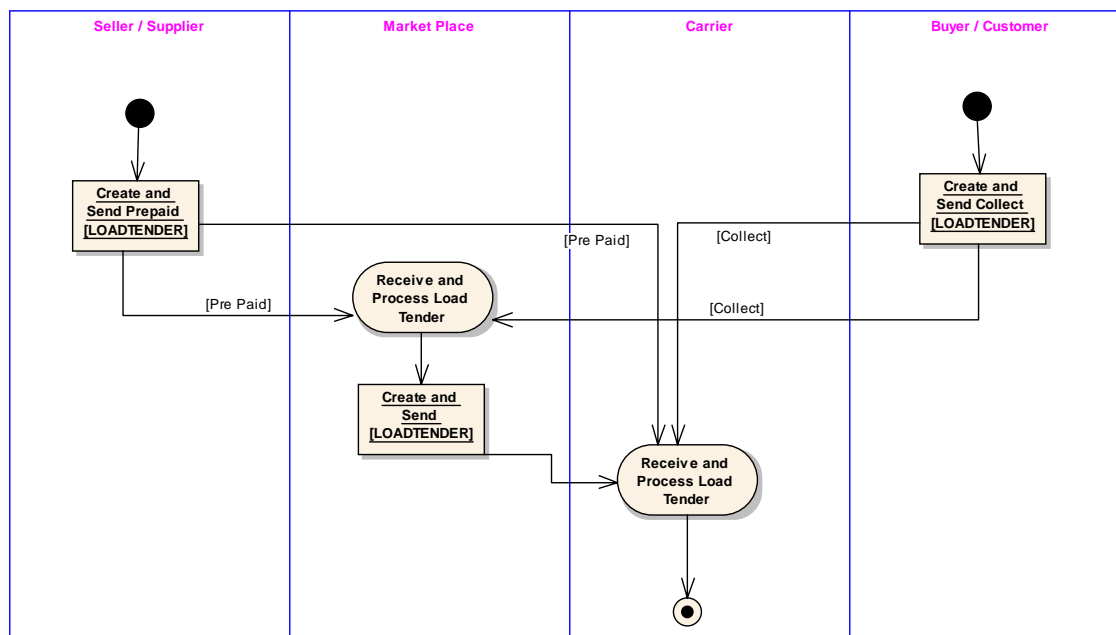 Seller / Supplier
Market Place
Carrier
Buyer / Customer
Create and
Send Prepaid
[LOADTENDER]
Create and
Send Collect
[LOADTENDER]
[Pre Paid]
[Collect]
Receive and
Process Load
Tender
[Pre Paid]
[Collect]
Create and
Send
[LOADTENDER]
Receive and
Process Load
Tender